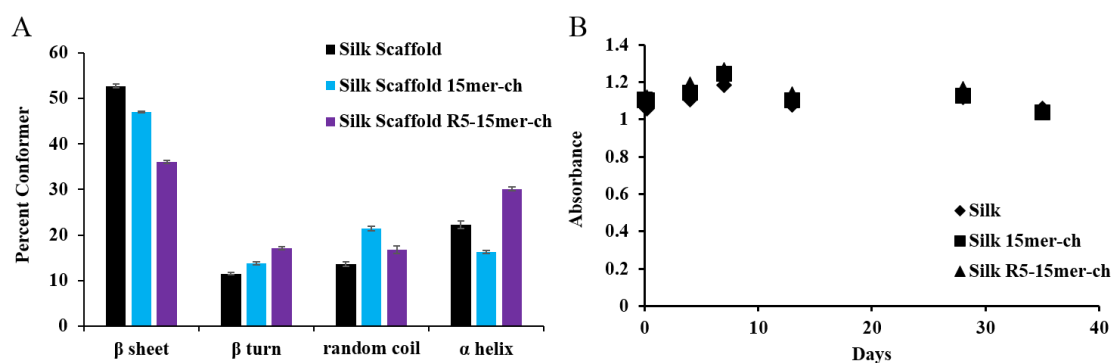 A
Percent Conformer
60
50
40
30
20
10
0
Silk Scaffold
Silk Scaffold 15mer-ch
Silk Scaffold R5-15mer-ch
β sheet
β turn
random coil
α helix
B
Absorbance
1.4
1.2
1
0.8
0.6
0.4
0.2
0
Silk
Silk 15mer-ch
Silk R5-15mer-ch
0
10
20
30
40
Days